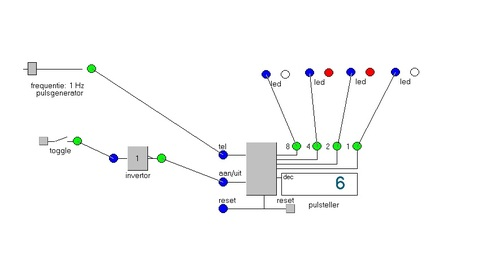 led led led led
frequentie: 1 Hz
pulsgenerator
toggle
1
invertor
tel
8 4 2 1
aan/uit
dec
6
reset reset
pulsteller